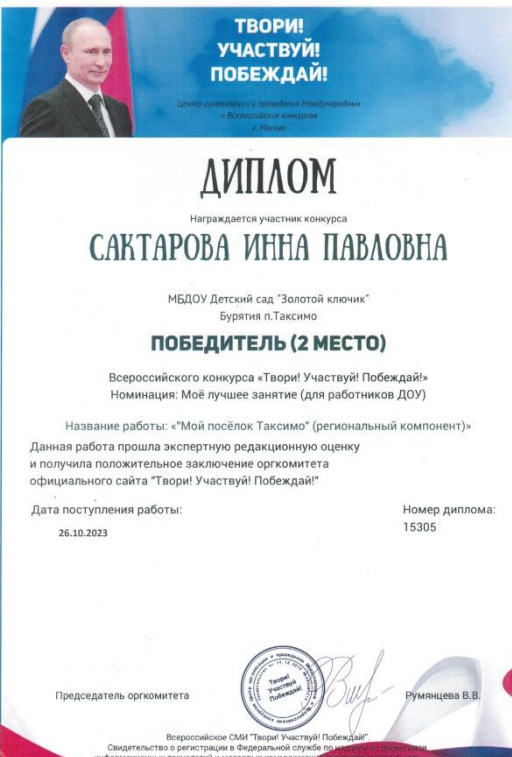 ТВОРИ!
УЧАСТВУЙ!
ПОБЕЖДАЙ!
Центр организации и проведения Международных
и Всероссийских конкурсов
г. Москва
ДИПЛОМ
Награждается участник конкурса
САКТАРОВА ИННА ПАВЛОВНА
МБДОУ Детский сад "Золотой ключик"
Бурятия п.Таксимо
ПОБЕДИТЕЛЬ (2 МЕСТО)
Всероссийского конкурса «Твори! Участвуй! Побеждай!»
Номинация: Моё лучшее занятие (для работников ДОУ)
Название работы: «"Мой посёлок Таксимо" (региональный компонент)»
Данная работа прошла экспертную редакционную оценку
и получила положительное заключение оргкомитета
официального сайта "Твори! Участвуй! Побеждай!"
Дата поступления работы:
26.10.2023
Номер диплома:
15305
Твори!
Участвуй!
Побеждай!
Председатель оргкомитета
Румянцева В.В.
Всероссийское СМИ "Твори! Участвуй! Побеждай!".
Свидетельство о регистрации в Федеральной службе по надзору в сфере связи,